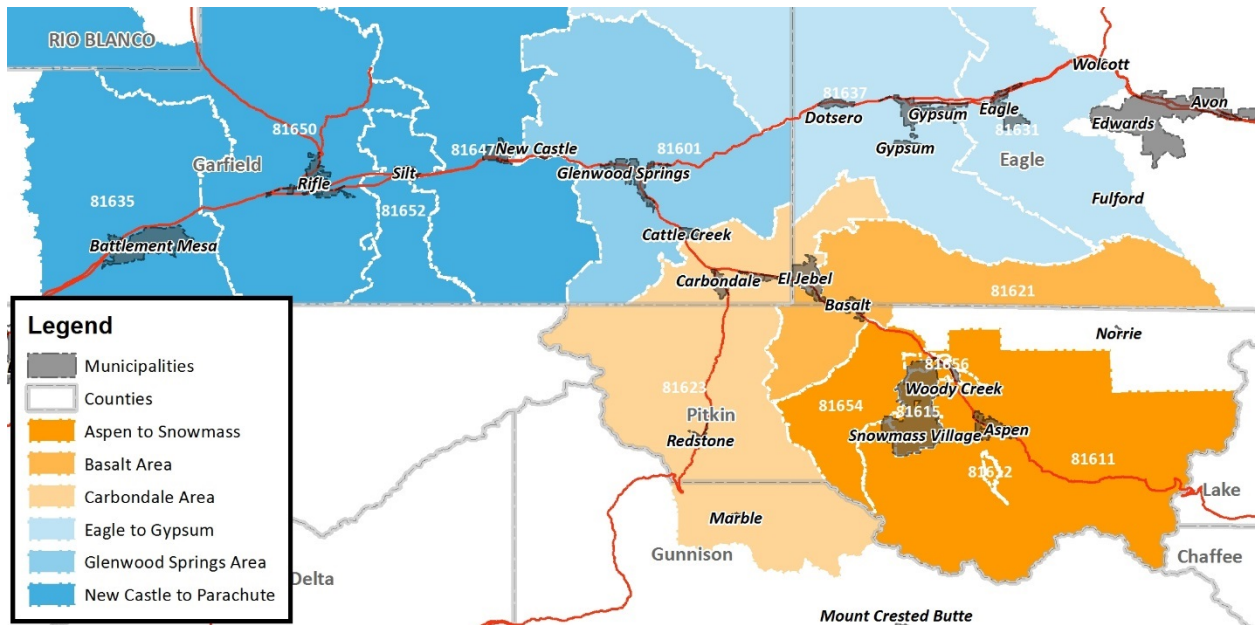 RIO BLANCO
Wolcott
81637
Avon
Dotsero
Gypsum
Eagle
Edwards
81650
81631
Gypsum
81647
New Castle
81601
Garfield
Silt
Glenwood Springs
Eagle
Rifle
81635
81652
Fulford
Battlement Mesa
Cattle Creek
Carbondale
El Jebel
81621
Basalt
Norrie
Legend
Municipalities
Counties
Aspen to Snowmass
Basalt Area
Carbondale Area
Eagle to Gypsum
Glenwood Springs Area
New Castle to Parachute
81656
81623
Woody Creek
81654
81615
Pitkin
Redstone
Snowmass Village
Aspen
81612
81611
Lake
Marble
Gunnison
Chaffee
Delta
Mount Crested Butte